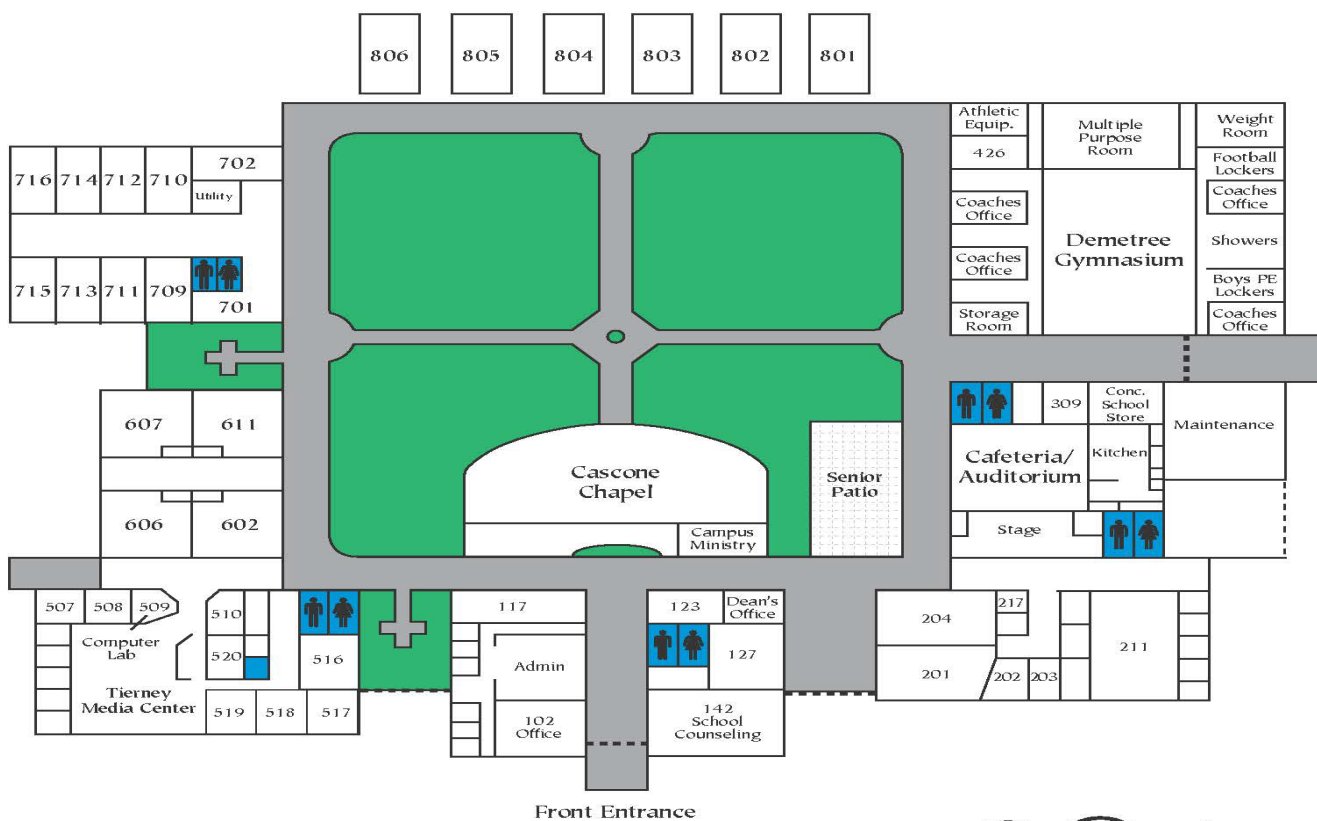 806
805
804
803
802
801
Athletic
Equip.
426
Multiple
Purpose
Room
Weight
Room
Football
Lockers
Coaches
Office
716
714
712
710
702
Utility
Coaches
Office
Demetree
Gymnasium
Showers
Coaches
Office
Boys PE
Lockers
715
713
711
709
701
Storage
Room
Coaches
Office
607
611
309
Conc.
School
Store
Maintenance
Cafeteria/
Auditorium
Kitchen
Cascone
Chapel
Senior
Patio
606
602
Campus
Ministry
Stage
507
508
509
510
117
123
Dean's
Office
204
217
211
Computer
Lab
520
516
Admin
127
201
202
203
Tierney
Media Center
519
518
517
102
Office
142
School
Counseling
Front Entrance